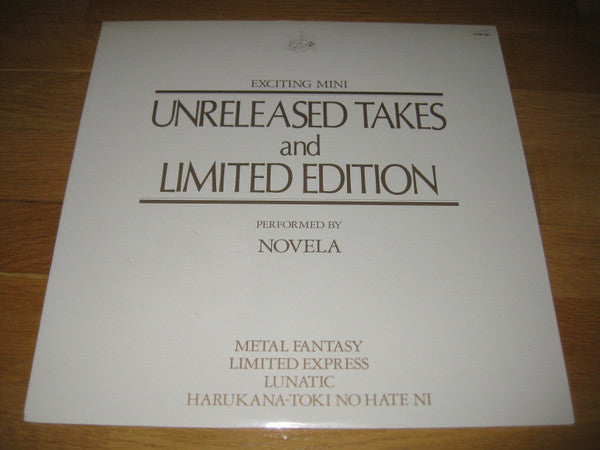 EXCITING MINI
UNRELEASED TAKES
and
LIMITED EDITION
PERFORMED BY
NOVELA
METAL FANTASY
LIMITED EXPRESS
LUNATIC
HARUKANA-TOKI NO HATE NI